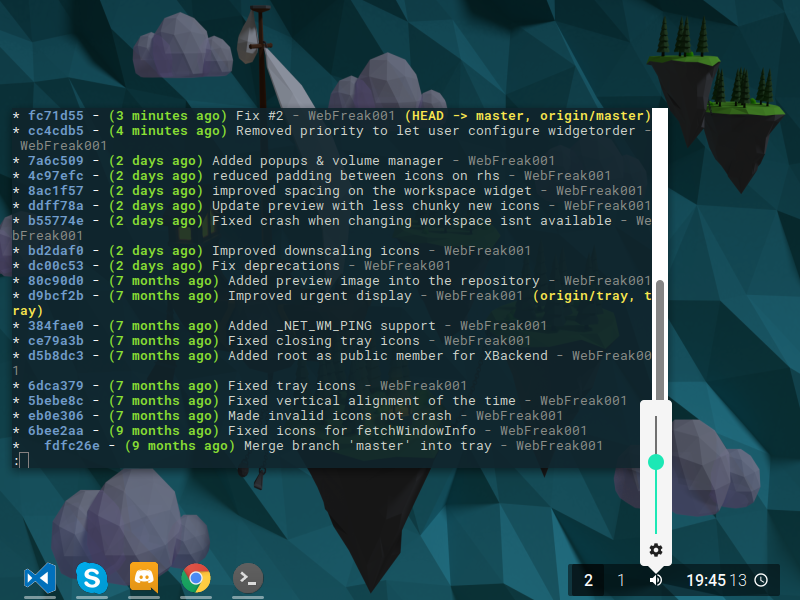 * fc71d55 - (3 minutes ago) Fix #2 - WebFreak001 (HEAD -> master, origin/master)
* cc4cdb5 - (4 minutes ago) Removed priority to let user configure widgetorder -
WebFreak001
* 7a6c509 - (2 days ago) Added popups & volume manager - WebFreak001
* 4c97efc - (2 days ago) reduced padding between icons on rhs - WebFreak001
* 8ac1f57 - (2 days ago) improved spacing on the workspace widget - WebFreak001
* ddff78a - (2 days ago) Update preview with less chunky new icons - WebFreak001
* b55774e - (2 days ago) Fixed crash when changing workspace isnt available - We
bFreak001
* bd2daf0 - (2 days ago) Improved downscaling icons - WebFreak001
* dc00c53 - (2 days ago) Fix deprecations - WebFreak001
* 80c90d0 - (7 months ago) Added preview image into the repository - WebFreak001
* d9bcf2b - (7 months ago) Improved urgent display - WebFreak001 (origin/tray, t
ray)
* 384fae0 - (7 months ago) Added _NET_WM_PING support - WebFreak001
* ce79a3b - (7 months ago) Fixed closing tray icons - WebFreak001
* d5b8dc3 - (7 months ago) Added root as public member for XBackend - WebFreak00
1
* 6dca379 - (7 months ago) Fixed tray icons - WebFreak001
* 5bebe8c - (7 months ago) Fixed vertical alignment of the time - WebFreak001
* eb0e306 - (7 months ago) Made invalid icons not crash - WebFreak001
* 6bee2aa - (9 months ago) Fixed icons for fetchWindowInfo - WebFreak001
*   fdfc26e - (9 months ago) Merge branch 'master' into tray - WebFreak001
:
2 1 19:45 13